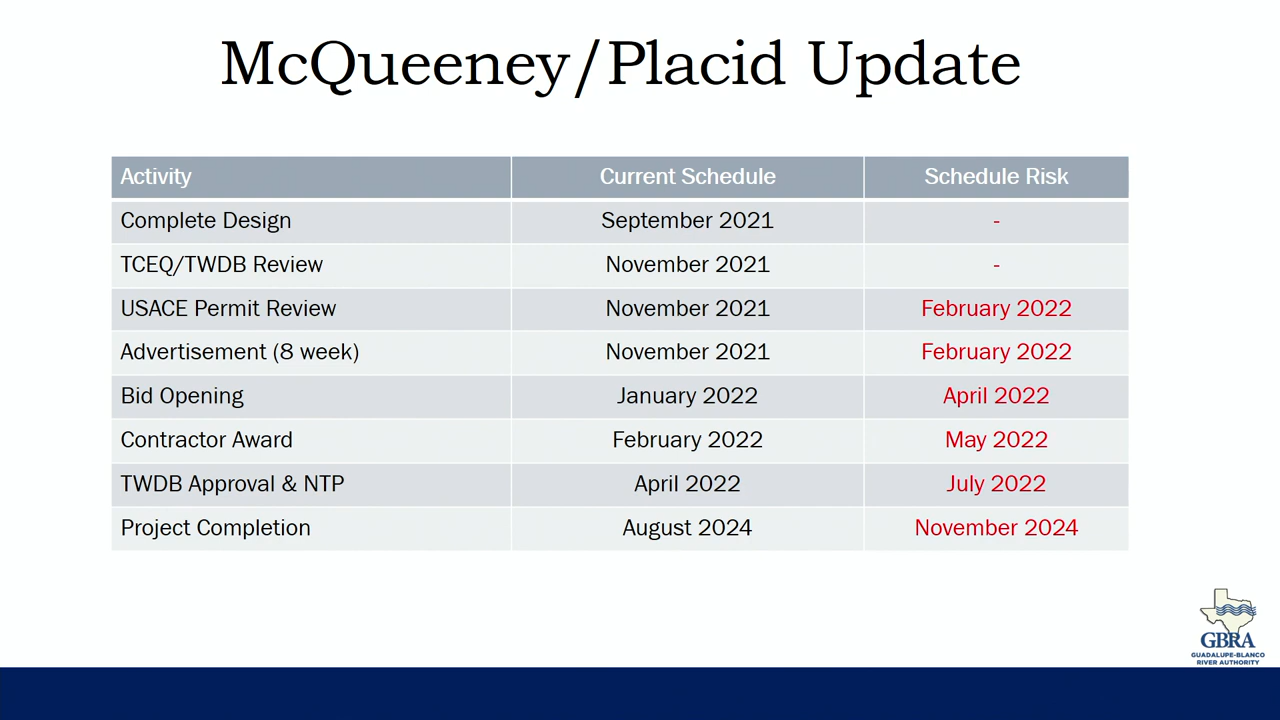 McQueeney/Placid Update
Activity Current Schedule Schedule Risk
Complete Design September 2021 -
TCEQ/TWDB Review November 2021 -
USACE Permit Review November 2021 February 2022
Advertisement (8 week) November 2021 February 2022
Bid Opening January 2022 April 2022
Contractor Award February 2022 May 2022
TWDB Approval & NTP April 2022 July 2022
Project Completion August 2024 November 2024
GBRA
GUADALUPE-BLANCO
RIVER AUTHORITY